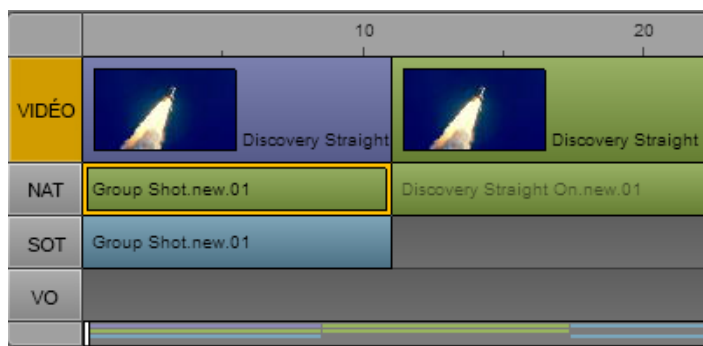 10 20
VIDÉO Discovery Straight Discovery Straight
NAT Group Shot.new.01 Discovery Straight On.new.01
SOT Group Shot.new.01
VO